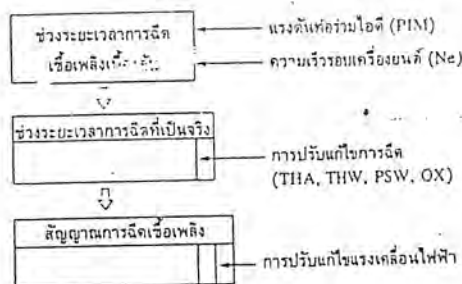 ช่วงระยะเวลาการฉีด
เชื้อเพลิง
แรงดันท่อร่วมไอดี (PIM)
ความเร็วรอบเครื่องยนต์ (Ne)
ช่วงระยะเวลาการฉีดที่เป็นจริง
การปรับแก้ไขการฉีด
(THA, THW, PSW, OX)
สัญญาณการฉีดเชื้อเพลิง
การปรับแก้ไขแรงเคลื่อนไฟฟ้า